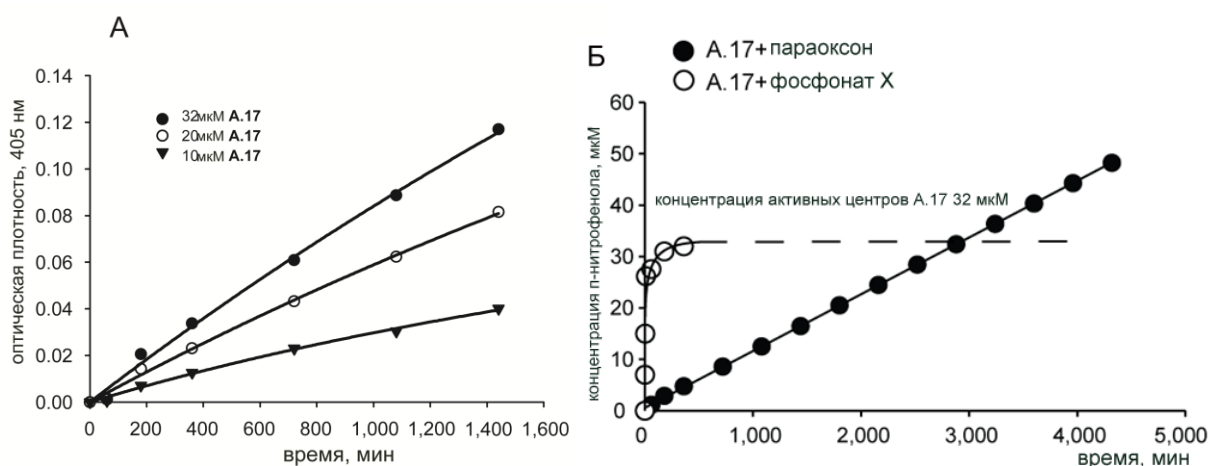 А
оптическая плотность, 405 нм
0.14
0.12
0.10
0.08
0.06
0.04
0.02
0.00
32мкМ А.17
20мкМ А.17
10мкМ А.17
0 200 400 600 800 1,000 1,200 1,400 1,600
время, мин
Б
А.17+параоксон
А.17+фосфонат Х
концентрация п-нитрофенола, мкМ
60
50
40
30
20
10
0
концентрация активных центров А.17 32 мкМ
0 1,000 2,000 3,000 4,000 5,000
время, мин